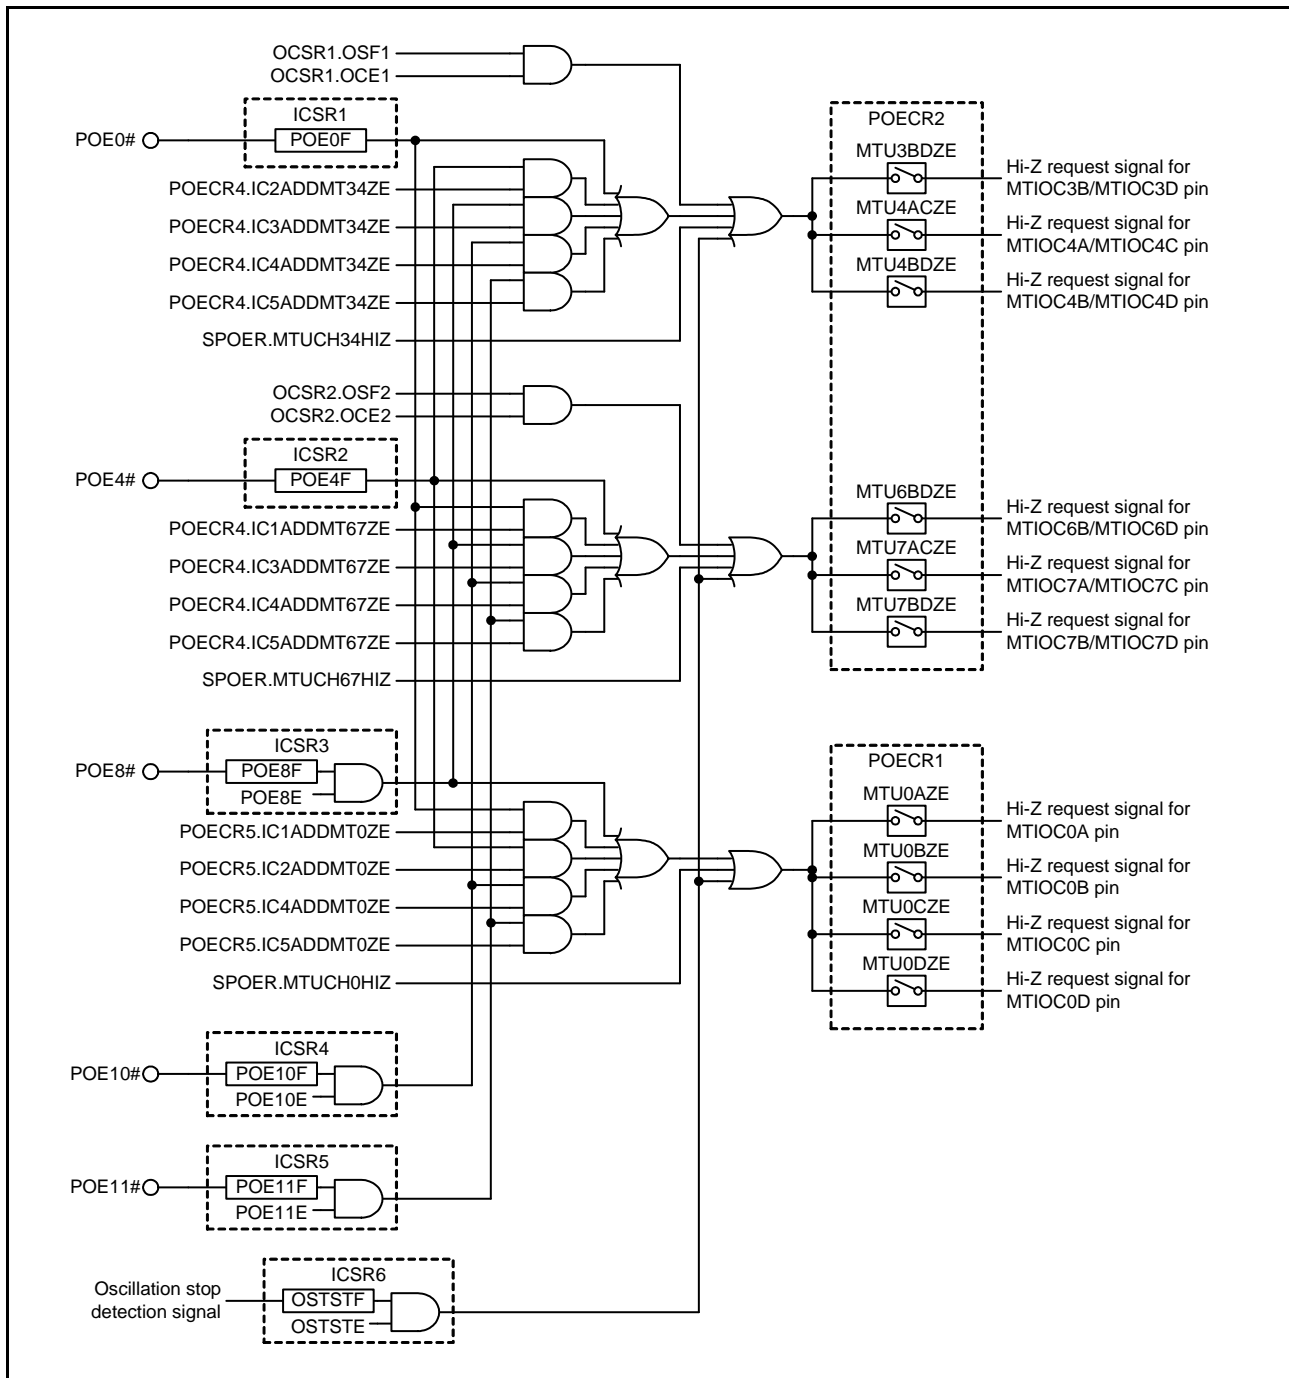 OCSR1.OSF1
OCSR1.OCE1
ICSR1
POE0#
POE0F
POECR4.IC2ADDMT34ZE
POECR4.IC3ADDMT34ZE
POECR4.IC4ADDMT34ZE
POECR4.IC5ADDMT34ZE
SPOER.MTUCH34HIZ
POECR2
MTU3BDZE
Hi-Z request signal for
MTIOC3B/MTIOC3D pin
MTU4ACZE
Hi-Z request signal for
MTIOC4A/MTIOC4C pin
MTU4BDZE
Hi-Z request signal for
MTIOC4B/MTIOC4D pin
OCSR2.OSF2
OCSR2.OCE2
ICSR2
POE4#
POE4F
POECR4.IC1ADDMT67ZE
POECR4.IC3ADDMT67ZE
POECR4.IC4ADDMT67ZE
POECR4.IC5ADDMT67ZE
SPOER.MTUCH67HIZ
MTU6BDZE
Hi-Z request signal for
MTIOC6B/MTIOC6D pin
MTU7ACZE
Hi-Z request signal for
MTIOC7A/MTIOC7C pin
MTU7BDZE
Hi-Z request signal for
MTIOC7B/MTIOC7D pin
ICSR3
POE8#
POE8F
POE8E
POECR5.IC1ADDMT0ZE
POECR5.IC2ADDMT0ZE
POECR5.IC4ADDMT0ZE
POECR5.IC5ADDMT0ZE
SPOER.MTUCH0HIZ
POECR1
MTU0AZE
Hi-Z request signal for
MTIOC0A pin
MTU0BZE
Hi-Z request signal for
MTIOC0B pin
MTU0CZE
Hi-Z request signal for
MTIOC0C pin
MTU0DZE
Hi-Z request signal for
MTIOC0D pin
ICSR4
POE10#
POE10F
POE10E
ICSR5
POE11#
POE11F
POE11E
ICSR6
Oscillation stop
detection signal
OSTSTF
OSTSTE